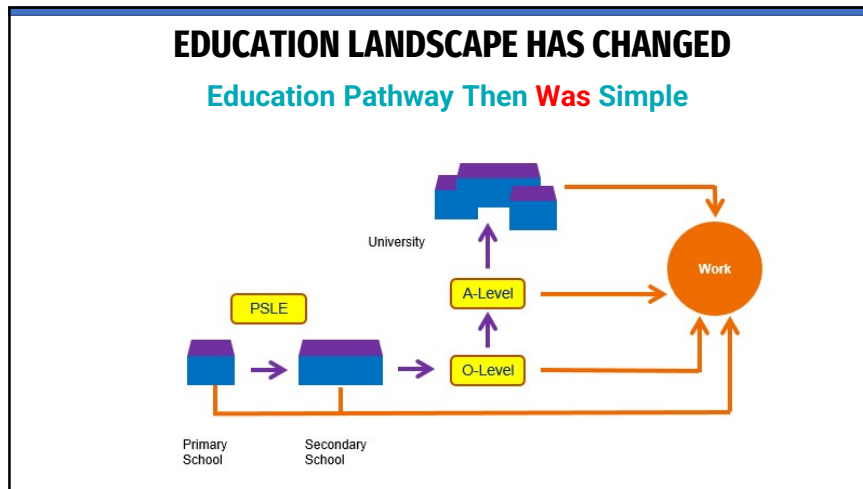 EDUCATION LANDSCAPE HAS CHANGED
Education Pathway Then Was Simple
University
Work
A-Level
PSLE
O-Level
Primary
School
Secondary
School